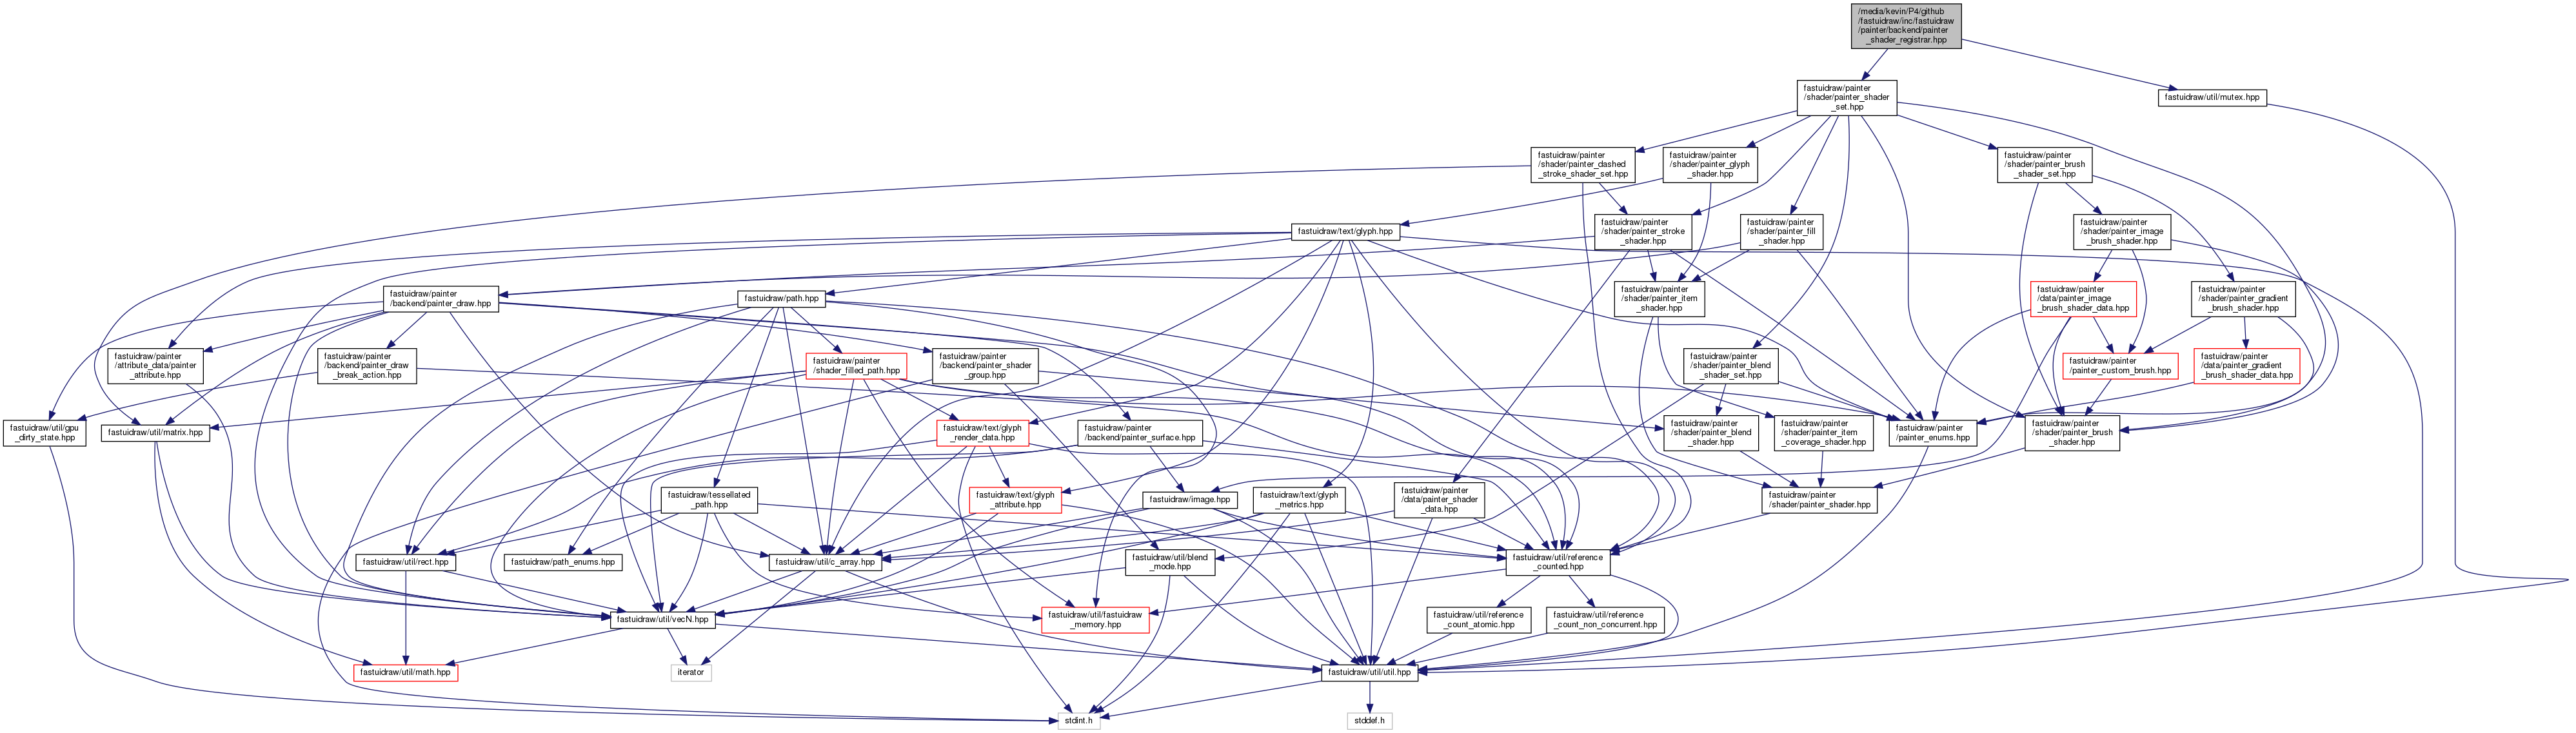 /media/kevin/P4/github
/fastuidraw/inc/fastuidraw
/painter/backend/painter
_shader_registrar.hpp
fastuidraw/painter
/shader/painter_shader
_set.hpp
fastuidraw/util/mutex.hpp
fastuidraw/painter
/shader/painter_dashed
_stroke_shader_set.hpp
fastuidraw/painter
/shader/painter_glyph
_shader.hpp
fastuidraw/painter
/shader/painter_brush
_shader_set.hpp
fastuidraw/text/glyph.hpp
fastuidraw/painter
/shader/painter_stroke
_shader.hpp
fastuidraw/painter
/shader/painter_fill
_shader.hpp
fastuidraw/painter
/shader/painter_image
_brush_shader.hpp
fastuidraw/painter
/backend/painter_draw.hpp
fastuidraw/path.hpp
fastuidraw/painter
/shader/painter_item
_shader.hpp
fastuidraw/painter
/data/painter_image
_brush_shader_data.hpp
fastuidraw/painter
/shader/painter_gradient
_brush_shader.hpp
fastuidraw/painter
/attribute_data/painter
_attribute.hpp
fastuidraw/painter
/backend/painter_draw
_break_action.hpp
fastuidraw/painter
/shader_filled_path.hpp
fastuidraw/painter
/backend/painter_shader
_group.hpp
fastuidraw/painter
/shader/painter_blend
_shader_set.hpp
fastuidraw/painter
/painter_custom_brush.hpp
fastuidraw/painter
/data/painter_gradient
_brush_shader_data.hpp
fastuidraw/util/gpu
_dirty_state.hpp
fastuidraw/util/matrix.hpp
fastuidraw/text/glyph
_render_data.hpp
fastuidraw/painter
/backend/painter_surface.hpp
fastuidraw/painter
/shader/painter_blend
_shader.hpp
fastuidraw/painter
/shader/painter_item
_coverage_shader.hpp
fastuidraw/painter
/painter_enums.hpp
fastuidraw/painter
/shader/painter_brush
_shader.hpp
fastuidraw/tessellated
_path.hpp
fastuidraw/text/glyph
_attribute.hpp
fastuidraw/image.hpp
fastuidraw/text/glyph
_metrics.hpp
fastuidraw/painter
/data/painter_shader
_data.hpp
fastuidraw/painter
/shader/painter_shader.hpp
fastuidraw/util/rect.hpp
fastuidraw/path_enums.hpp
fastuidraw/util/c_array.hpp
fastuidraw/util/blend
_mode.hpp
fastuidraw/util/reference
_counted.hpp
fastuidraw/util/vecN.hpp
fastuidraw/util/fastuidraw
_memory.hpp
fastuidraw/util/reference
_count_atomic.hpp
fastuidraw/util/reference
_count_non_concurrent.hpp
fastuidraw/util/math.hpp
iterator
fastuidraw/util/util.hpp
stdint.h
stddef.h